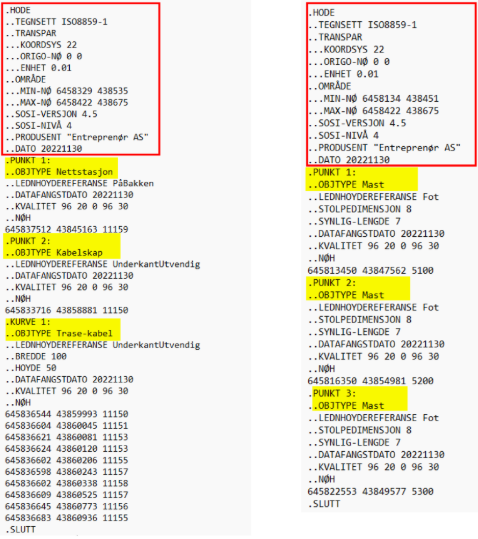 .HODE
..TEGNSETT ISO8859-1
..TRANSPAR
...KOORDSYS 22
...ORIGO-NØ 0 0
...ENHET 0.01
..OMRÅDE
...MIN-NØ 6458329 438535
...MAX-NØ 6458422 438675
..SOSI-VERSJON 4.5
..SOSI-NIVÅ 4
..PRODUSENT "Entreprenør AS"
..DATO 20221130
.PUNKT 1:
..OBJTYPE Nettstasjon
..LEDNHOYDEREFERANSE PåBakken
..DATAFANGSTDATO 20221130
..KVALITET 96 20 0 96 30
..NØH
645837512 43845163 11159
.PUNKT 2:
..OBJTYPE Kabelskap
..LEDNHOYDEREFERANSE UnderkantUtvendig
..DATAFANGSTDATO 20221130
..KVALITET 96 20 0 96 30
..NØH
645833716 43858881 11150
.KURVE 1:
..OBJTYPE Trase-kabel
..LEDNHOYDEREFERANSE UnderkantUtvendig
..BREDDE 100
..HOYDE 50
..DATAFANGSTDATO 20221130
..KVALITET 96 20 0 96 30
..NØH
645836544 43859993 11150
645836604 43860045 11151
645836621 43860081 11153
645836624 43860120 11153
645836602 43860206 11155
645836598 43860243 11157
645836602 43860338 11158
645836609 43860525 11157
645836645 43860773 11156
645836683 43860936 11155
.SLUTT
.HODE
..TEGNSETT ISO8859-1
..TRANSPAR
...KOORDSYS 22
...ORIGO-NØ 0 0
...ENHET 0.01
..OMRÅDE
...MIN-NØ 6458134 438451
...MAX-NØ 6458422 438675
..SOSI-VERSJON 4.5
..SOSI-NIVÅ 4
..PRODUSENT "Entreprenør AS"
..DATO 20221130
.PUNKT 1:
..OBJTYPE Mast
..LEDNHOYDEREFERANSE Fot
..STOLPEDIMENSJON 8
..SYNLIG-LENGDE 7
..DATAFANGSTDATO 20221130
..KVALITET 96 20 0 96 30
..NØH
645813450 43847562 5100
.PUNKT 2:
..OBJTYPE Mast
..LEDNHOYDEREFERANSE Fot
..STOLPEDIMENSJON 8
..SYNLIG-LENGDE 7
..DATAFANGSTDATO 20221130
..KVALITET 96 20 0 96 30
..NØH
645816350 43854981 5200
.PUNKT 3:
..OBJTYPE Mast
..LEDNHOYDEREFERANSE Fot
..STOLPEDIMENSJON 8
..SYNLIG-LENGDE 7
..DATAFANGSTDATO 20221130
..KVALITET 96 20 0 96 30
..NØH
645822553 43849577 5300
.SLUTT